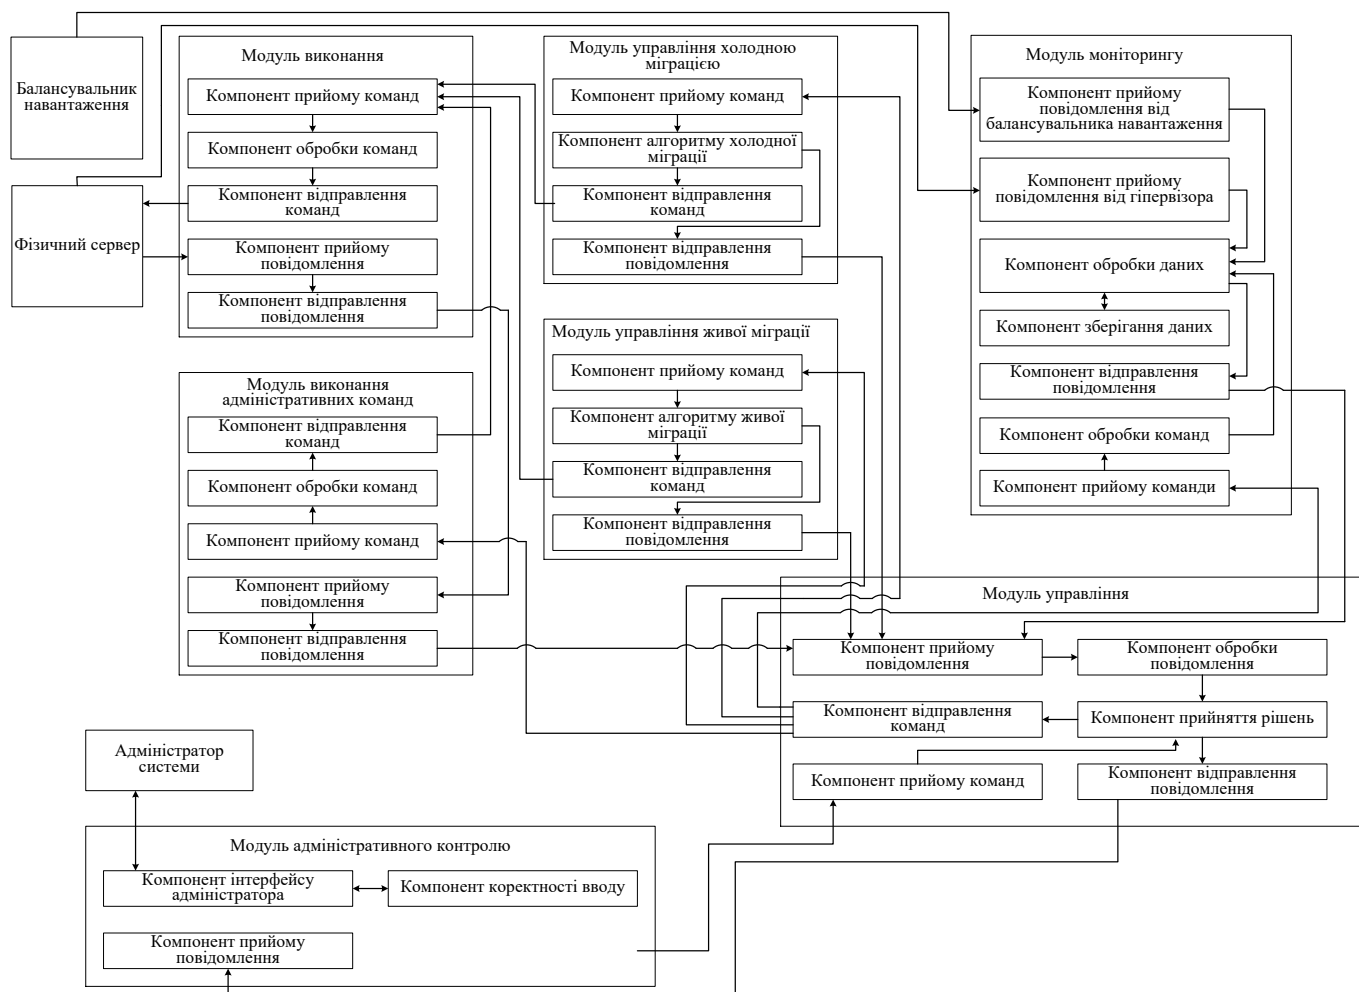 Балансувальник
навантаження
Фізичний сервер
Модуль виконання
Компонент прийому команд
Компонент обробки команд
Компонент відправлення
команд
Компонент прийому
повідомлення
Компонент відправлення
повідомлення
Модуль управління холодною
міграцією
Компонент прийому команд
Компонент алгоритму холодної
міграції
Компонент відправлення
команд
Компонент відправлення
повідомлення
Модуль моніторингу
Компонент прийому
повідомлення від
балансувальника навантаження
Компонент прийому
повідомлення від гіпервізора
Компонент обробки даних
Компонент зберігання даних
Компонент відправлення
повідомлення
Компонент обробки команд
Компонент прийому команди
Модуль виконання
адміністративних команд
Компонент відправлення
команд
Компонент обробки команд
Компонент прийому команд
Компонент прийому
повідомлення
Компонент відправлення
повідомлення
Модуль управління живої міграції
Компонент прийому команд
Компонент алгоритму живої
міграції
Компонент відправлення
команд
Компонент відправлення
повідомлення
Модуль управління
Компонент прийому
повідомлення
Компонент обробки
повідомлення
Компонент відправлення
команд
Компонент прийняття рішень
Компонент прийому команд
Компонент відправлення
повідомлення
Адміністратор
системи
Модуль адміністративного контролю
Компонент інтерфейсу
адміністратора
Компонент коректності вводу
Компонент прийому
повідомлення